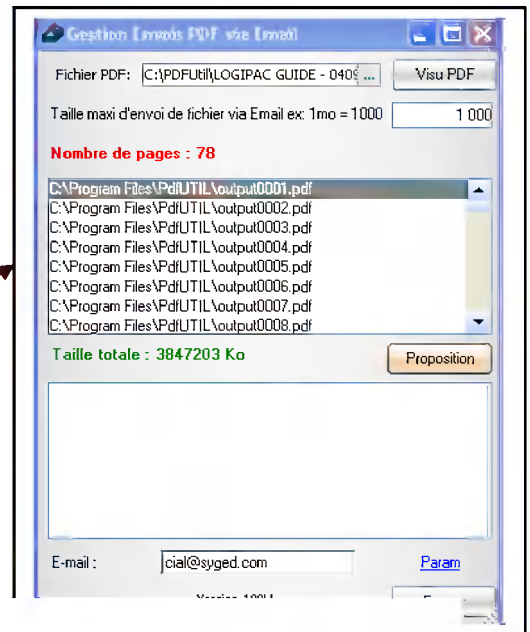 Gestion Envois PDF via Email
Fichier PDF: C:\PDFUtil\LOGIPAC GUIDE - 0409 ... Visu PDF
Taille maxi d'envoi de fichier via Email ex: 1mo = 1000 1 000
Nombre de pages : 78
C:\Program Files\PdfUTIL\output0001.pdf
C:\Program Files\PdfUTIL\output0002.pdf
C:\Program Files\PdfUTIL\output0003.pdf
C:\Program Files\PdfUTIL\output0004.pdf
C:\Program Files\PdfUTIL\output0005.pdf
C:\Program Files\PdfUTIL\output0006.pdf
C:\Program Files\PdfUTIL\output0007.pdf
C:\Program Files\PdfUTIL\output0008.pdf
Taille totale : 3847203 Ko Proposition
E-mail : cial@syged.com Param